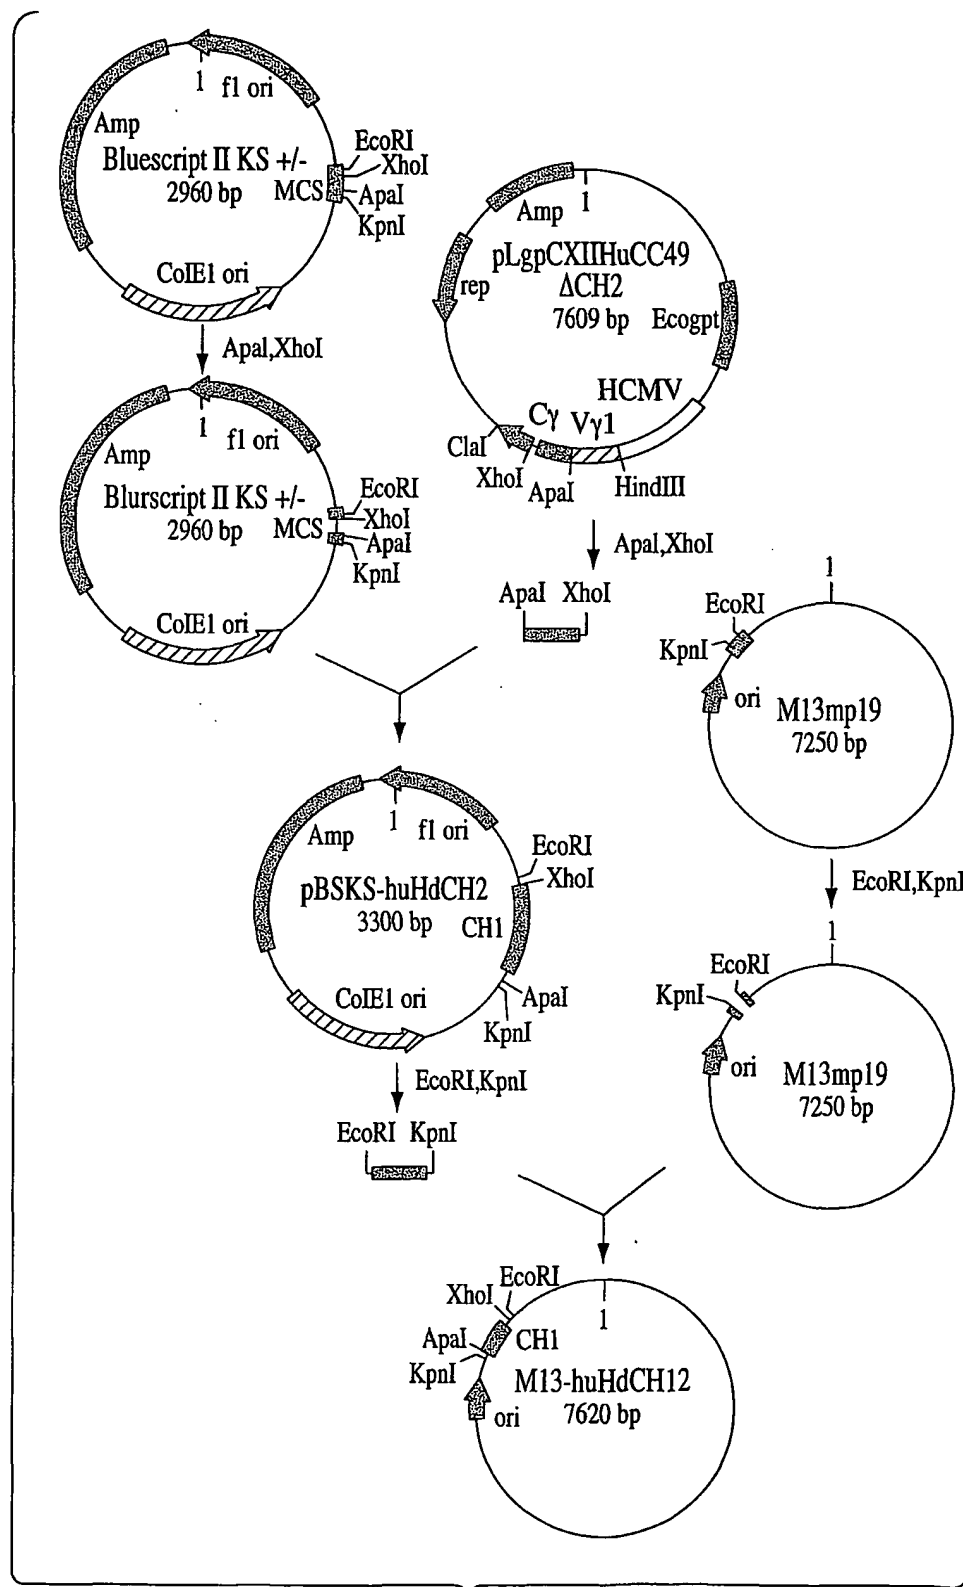 1
f1 ori
Amp
EcoRI
Bluescript II KS +/-
XhoI
2960 bp
MCS
ApaI
KpnI
ColE1 ori
ApaI,XhoI
1
Amp
pLgpCXIIHuCC49
ΔCH2
rep
7609 bp
Ecogpt
HCMV
Cγ
Vγ1
ClaI
XhoI
ApaI
HindIII
ApaI,XhoI
ApaI XhoI
1
f1 ori
Amp
EcoRI
Blurscript II KS +/-
XhoI
2960 bp
MCS
ApaI
KpnI
ColE1 ori
1
EcoRI
KpnI
ori
M13mp19
7250 bp
EcoRI,KpnI
1
f1 ori
Amp
EcoRI
XhoI
pBSKS-huHdCH2
3300 bp
CH1
ApaI
ColE1 ori
KpnI
EcoRI,KpnI
EcoRI KpnI
1
EcoRI
KpnI
ori
M13mp19
7250 bp
EcoRI
XhoI
1
ApaI
CH1
KpnI
M13-huHdCH12
7620 bp
ori